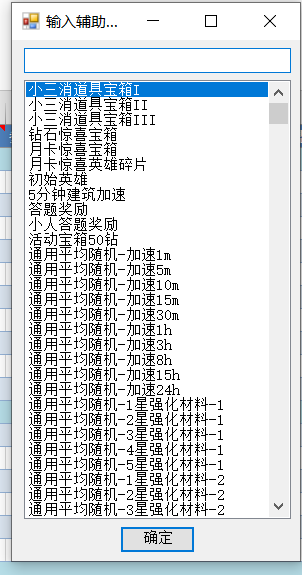 输入辅助...
小三消道具宝箱I
小三消道具宝箱II
小三消道具宝箱III
钻石惊喜宝箱
月卡惊喜宝箱
月卡惊喜英雄碎片
初始英雄
5分钟建筑加速
答题奖励
小人答题奖励
活动宝箱50钻
通用平均随机-加速1m
通用平均随机-加速5m
通用平均随机-加速10m
通用平均随机-加速15m
通用平均随机-加速30m
通用平均随机-加速1h
通用平均随机-加速3h
通用平均随机-加速8h
通用平均随机-加速15h
通用平均随机-加速24h
通用平均随机-1星强化材料-1
通用平均随机-2星强化材料-1
通用平均随机-3星强化材料-1
通用平均随机-4星强化材料-1
通用平均随机-5星强化材料-1
通用平均随机-1星强化材料-2
通用平均随机-2星强化材料-2
通用平均随机-3星强化材料-2
确定